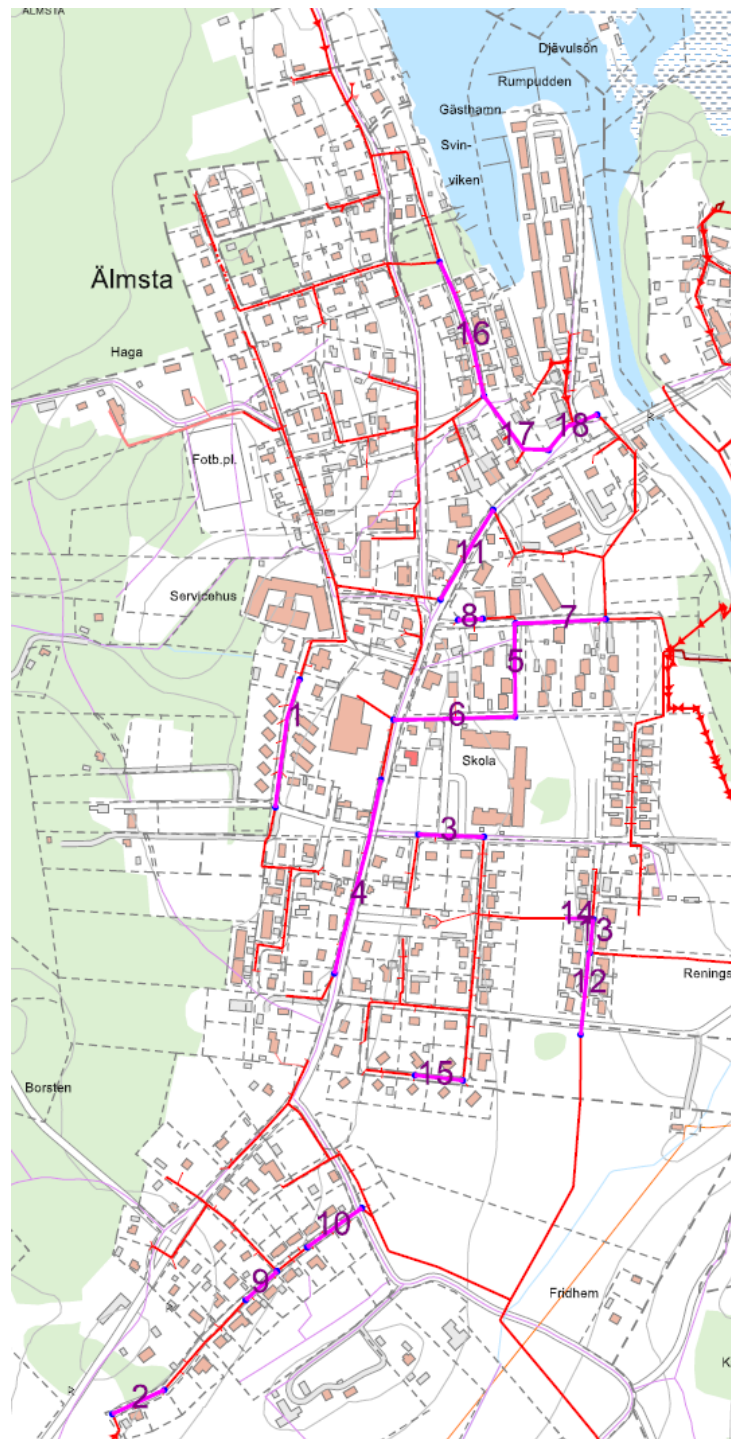 ÄLMSTA
Djävulsön
Rumpudden
Gästhamn
Svin-
viken
Älmsta
16
Haga
17
18
Fotb.pl.
11
Servicehus
8
7
5
1
6
Skola
3
4
14
13
12
Renings
15
Borsten
10
9
Fridhem
K
2